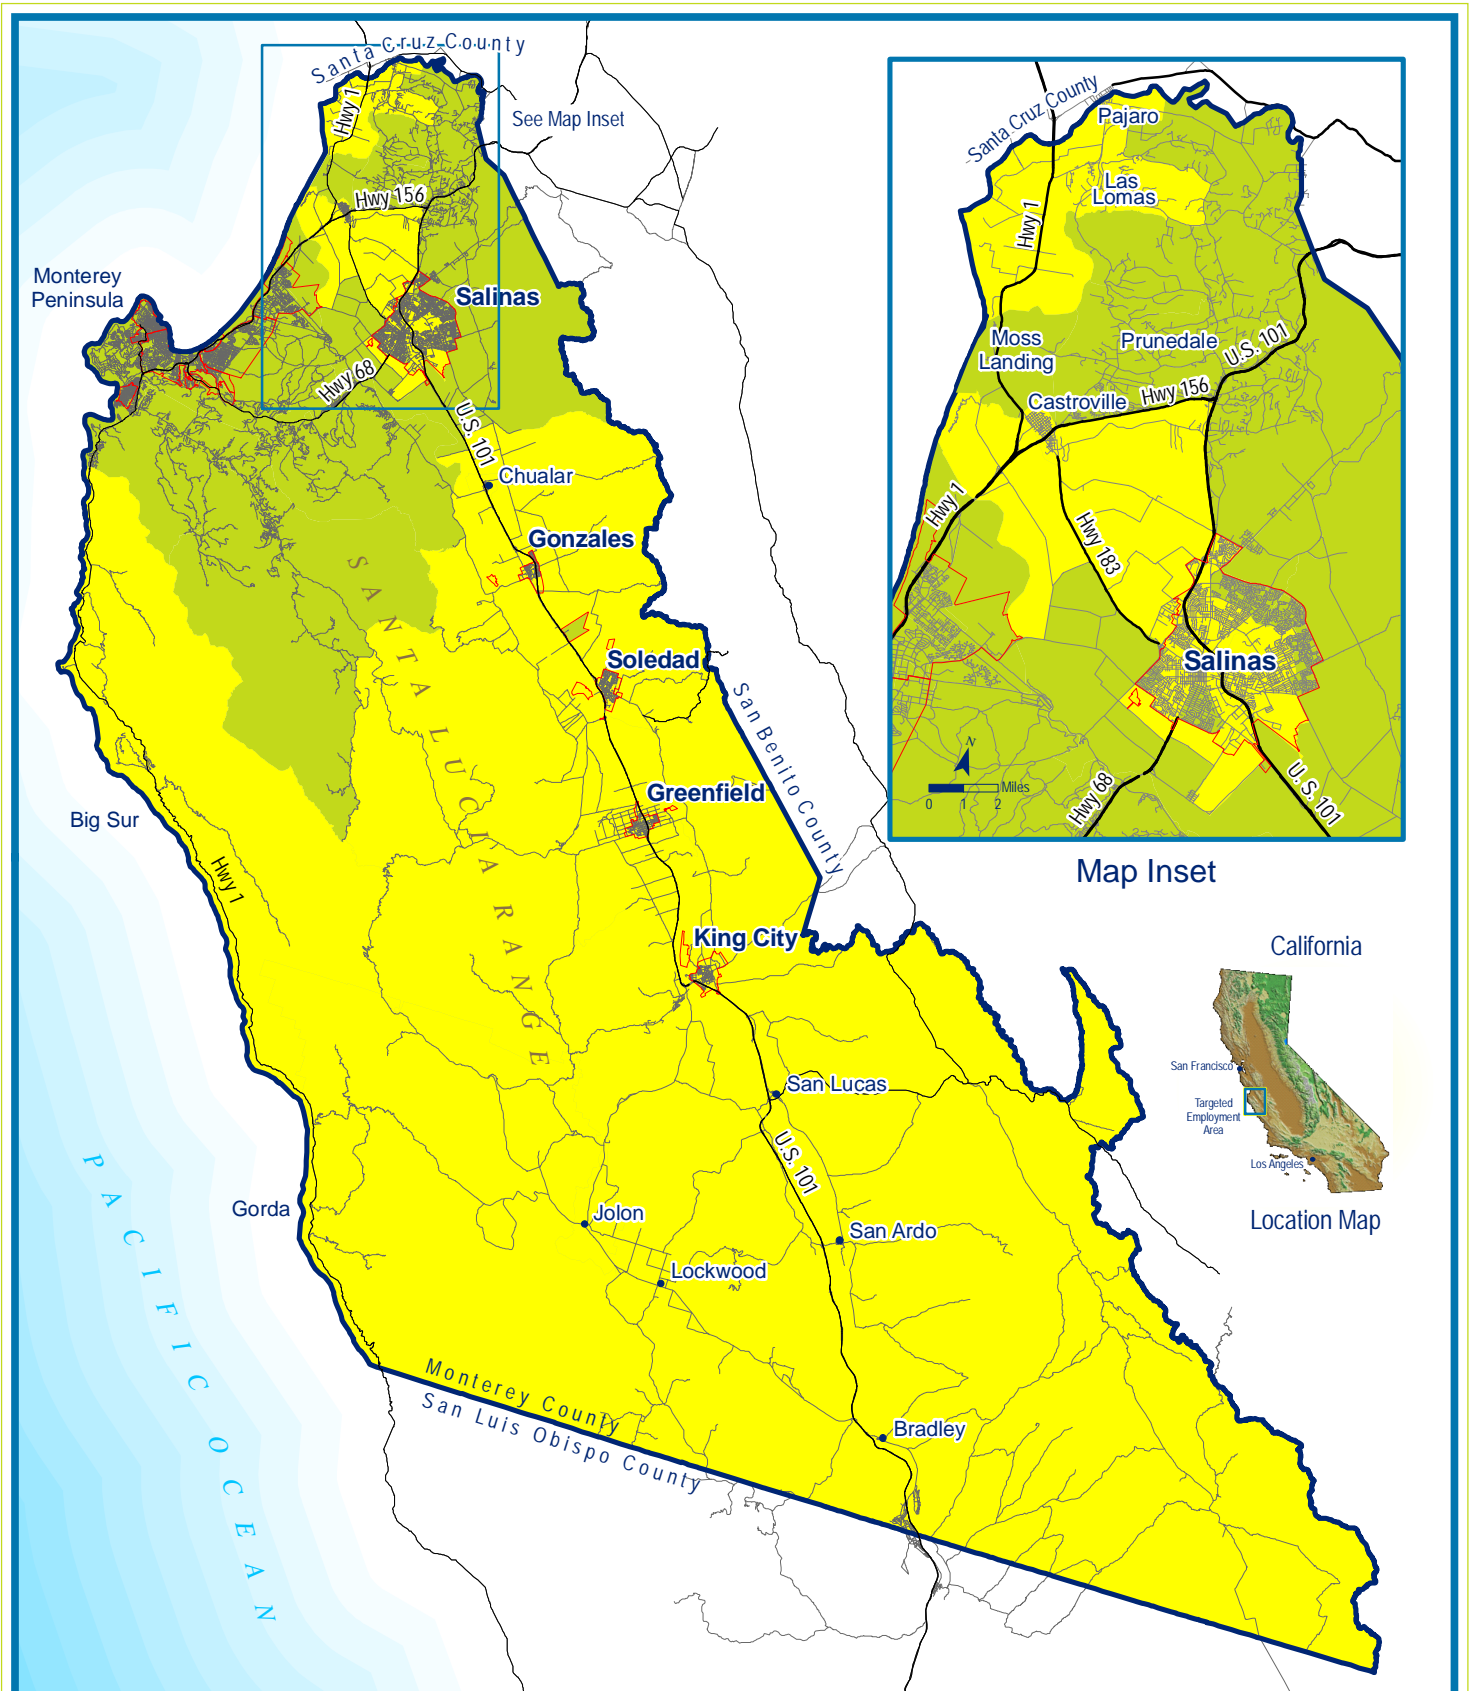 Santa Cruz County
See Map Inset
Hwy 1
Hwy 156
Monterey
Peninsula
Salinas
Hwy 68
U.S. 101
Chualar
Gonzales
SANTA LUCIA RANGE
Soledad
San Benito County
Greenfield
Big Sur
Hwy 1
King City
San Lucas
U.S. 101
Gorda
Jolon
San Ardo
Lockwood
PACIFIC OCEAN
Monterey County
San Luis Obispo County
Bradley
Santa Cruz County
Pajaro
Las
Lomas
Hwy 1
Moss
Landing
Prunedale
U.S. 101
Hwy 156
Castroville
Hwy 1
Hwy 183
Salinas
N
Miles
0 1 2
Hwy 68
U. S. 101
Map Inset
California
San Francisco
Targeted
Employment
Area
Los Angeles
Location Map